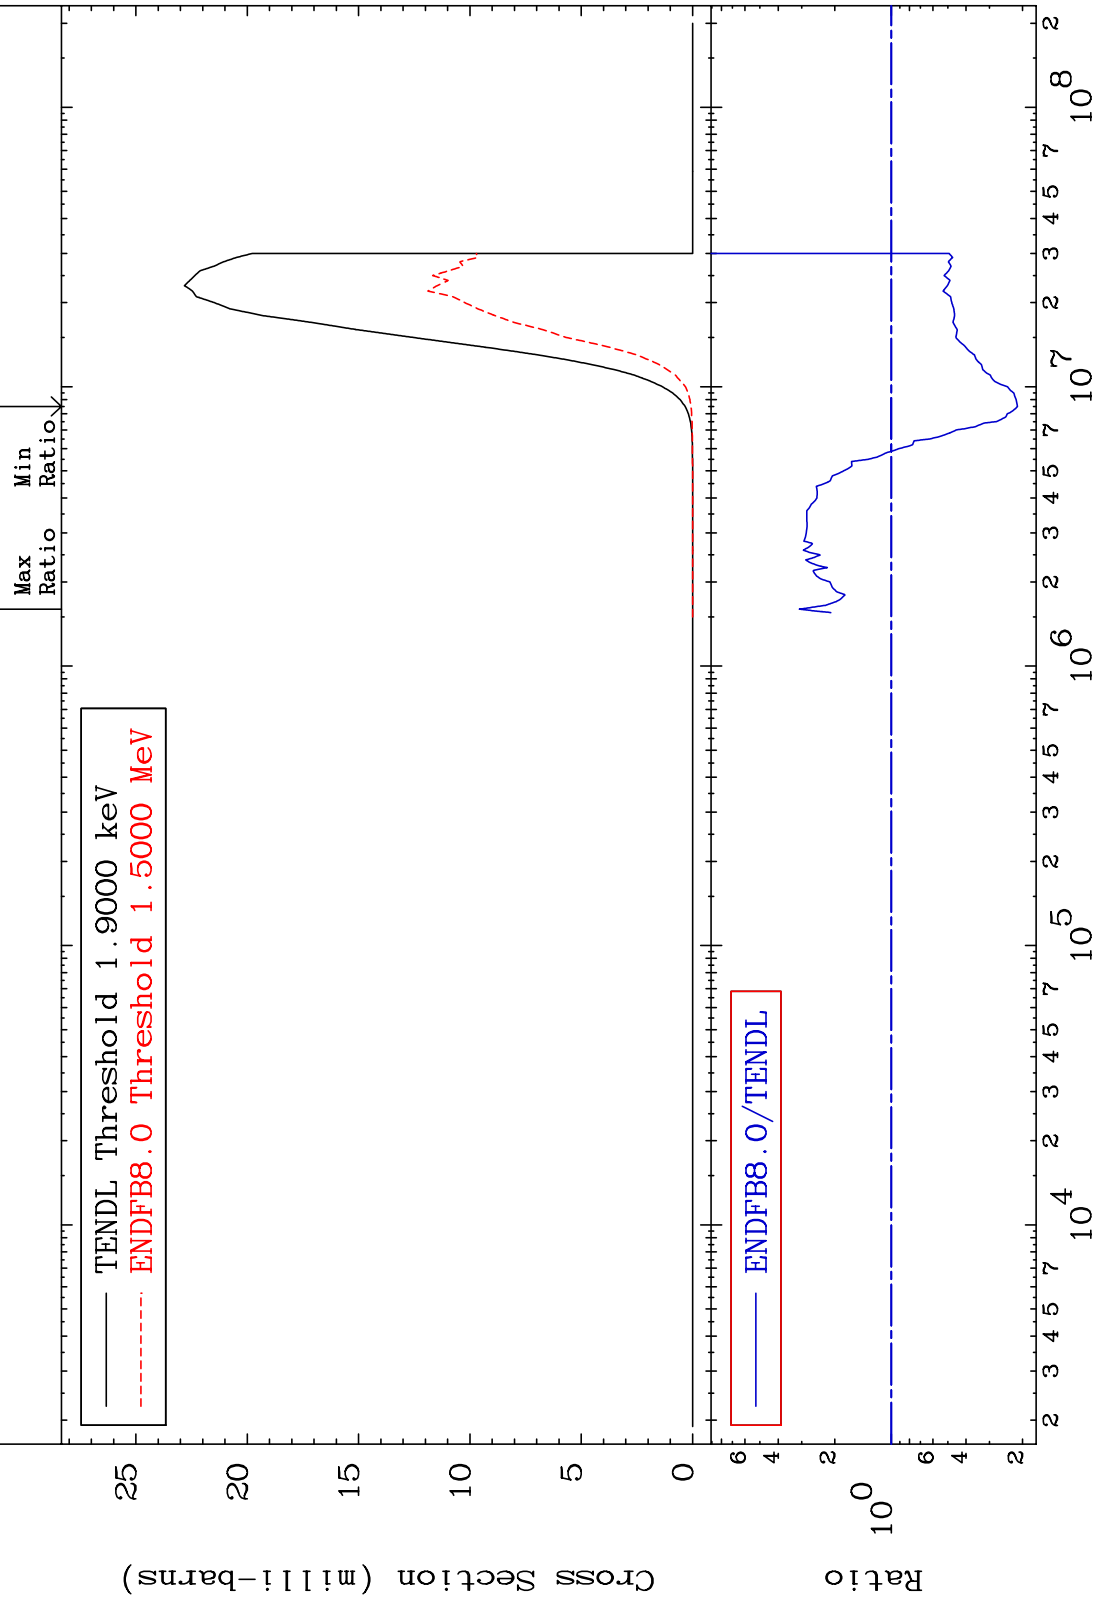 Max
Ratio
Min
Ratio
TENDL Threshold 1.9000 keV
ENDFB8.0 Threshold 1.5000 MeV
Cross Section (milli-barns)
25
20
15
10
5
0
ENDFB8.0/TENDL
Ratio
6
4
2
10^0
6
4
2
2 3 4 5 7 10^4 2 3 4 5 7 10^5 2 3 4 5 7 10^6 2 3 4 5 7 10^7 2 3 4 5 7 10^8 2